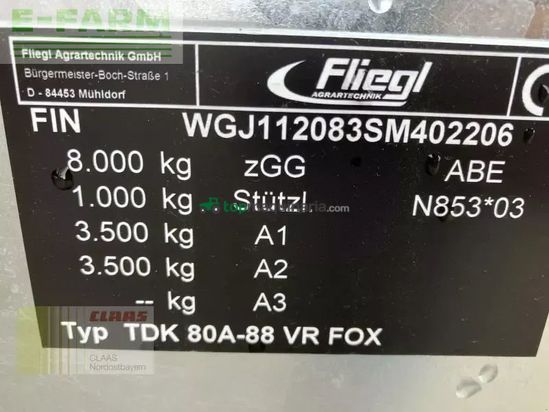 E-FARM
Fliegl Agrartechnik GmbH
Bürgermeister-Boch-Straße 1
D - 84453 Mühldorf
Fliegl
AGRARTECHNIK
FIN WGJ112083SM402206
8.000 kg zGG ABE
1.000 kg Stützl N853*03
topmaquinaria.com
3.500 kg A1
3.500 kg A2
-- kg A3
Typ TDK 80A-88 VR FOX
CLAAS
CLAAS
Nordostbayern